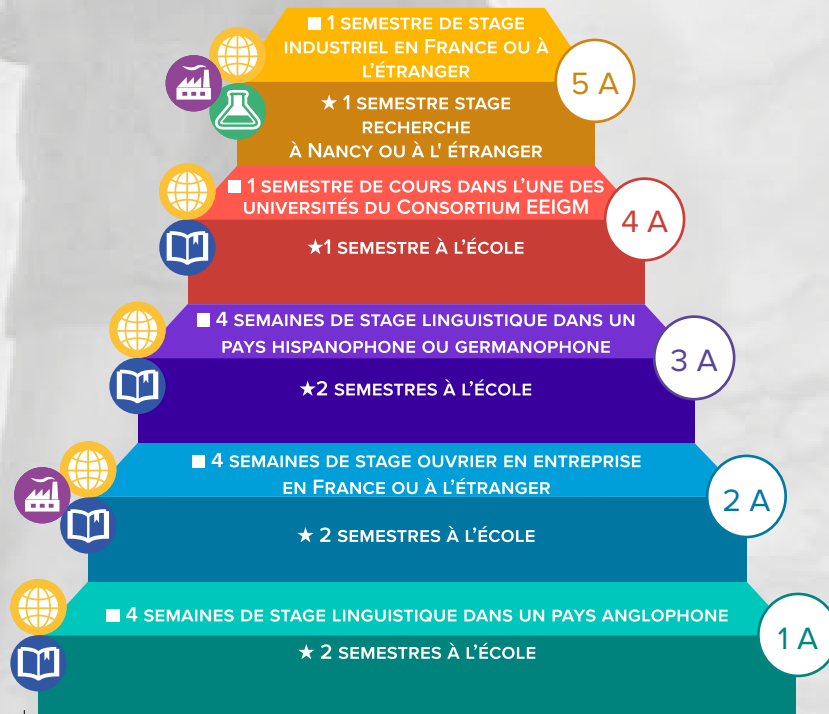 ■ 1 SEMESTRE DE STAGE
INDUSTRIEL EN FRANCE OU À
L'ÉTRANGER
5 A
★ 1 SEMESTRE STAGE
RECHERCHE
À NANCY OU À L' ÉTRANGER
■ 1 SEMESTRE DE COURS DANS L'UNE DES
UNIVERSITÉS DU CONSORTIUM EEIGM
4 A
★1 SEMESTRE À L'ÉCOLE
■ 4 SEMAINES DE STAGE LINGUISTIQUE DANS UN
PAYS HISPANOPHONE OU GERMANOPHONE
3 A
★2 SEMESTRES À L'ÉCOLE
■ 4 SEMAINES DE STAGE OUVRIER EN ENTREPRISE
EN FRANCE OU À L'ÉTRANGER
2 A
★ 2 SEMESTRES À L'ÉCOLE
■ 4 SEMAINES DE STAGE LINGUISTIQUE DANS UN PAYS ANGLOPHONE
1 A
★ 2 SEMESTRES À L'ÉCOLE